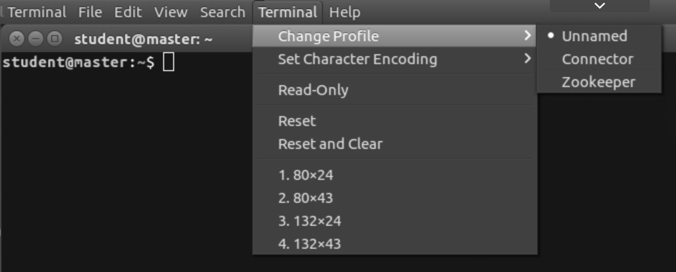 Terminal File Edit View Search Terminal Help
student@master: ~
student@master:~$
Change Profile
Set Character Encoding
Read-Only
Reset
Reset and Clear
1. 80×24
2. 80×43
3. 132×24
4. 132×43
Unnamed
Connector
Zookeeper